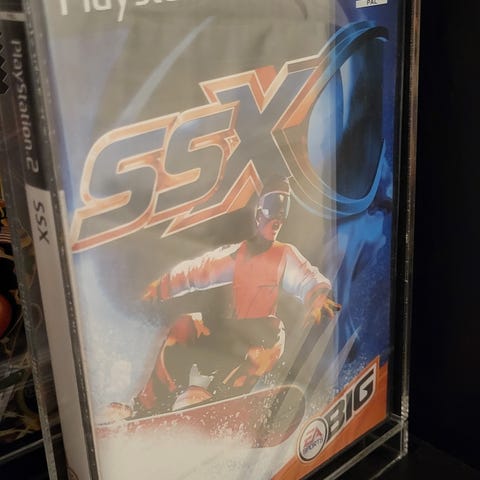 PlayStation
PAL
PlayStation 2
SSX
SSX
EA
SPORTS
BIG